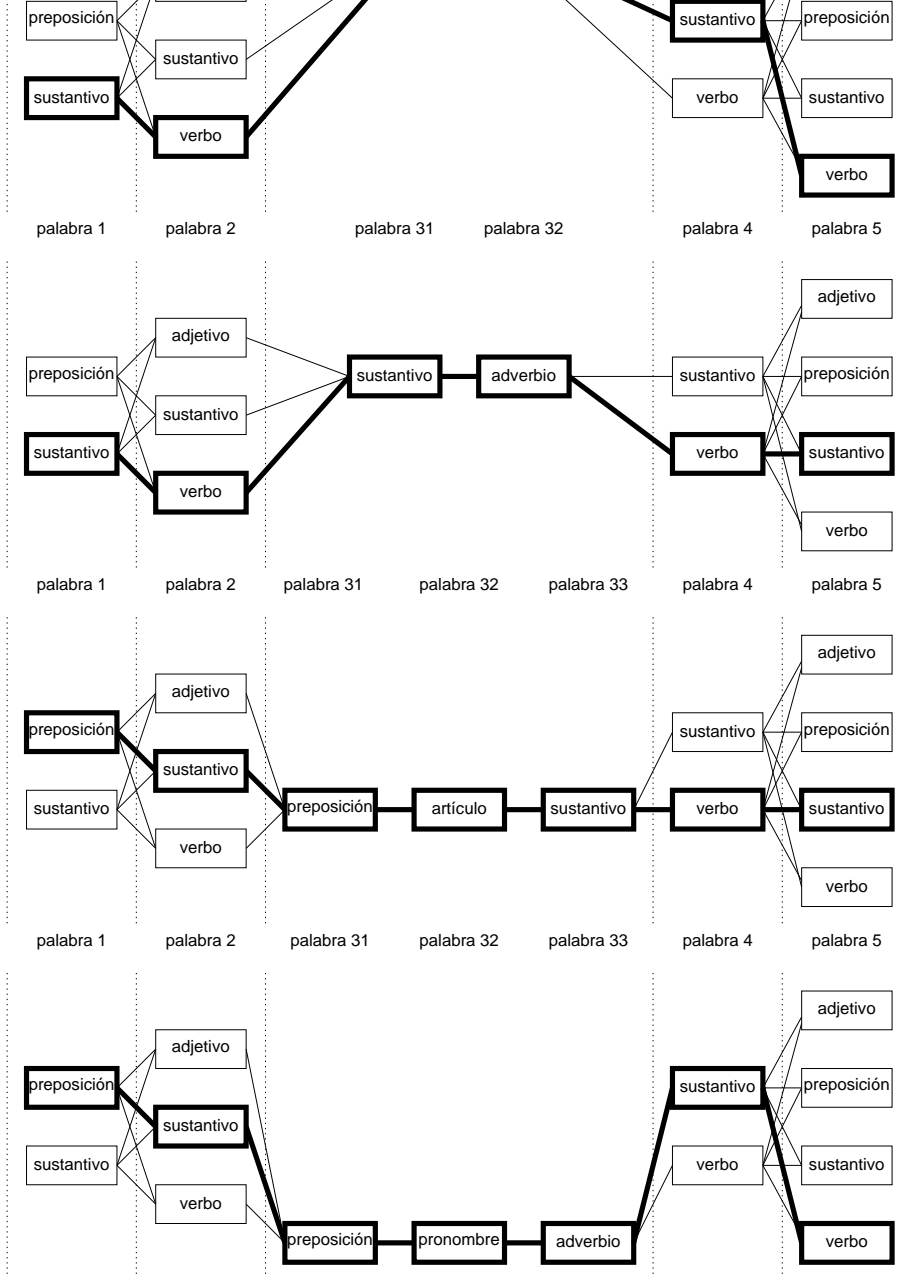 preposición
sustantivo
preposición
sustantivo
sustantivo
verbo
sustantivo
verbo
verbo
palabra 1 palabra 2 palabra 31 palabra 32 palabra 4 palabra 5
adjetivo
adjetivo
preposición
sustantivo
adverbio
sustantivo
preposición
sustantivo
sustantivo
verbo
sustantivo
verbo
verbo
palabra 1 palabra 2 palabra 31 palabra 32 palabra 33 palabra 4 palabra 5
adjetivo
adjetivo
preposición
sustantivo
preposición
sustantivo
sustantivo
preposición
artículo
sustantivo
verbo
sustantivo
verbo
verbo
palabra 1 palabra 2 palabra 31 palabra 32 palabra 33 palabra 4 palabra 5
adjetivo
adjetivo
preposición
sustantivo
preposición
sustantivo
sustantivo
verbo
sustantivo
verbo
preposición
pronombre
adverbio
verbo